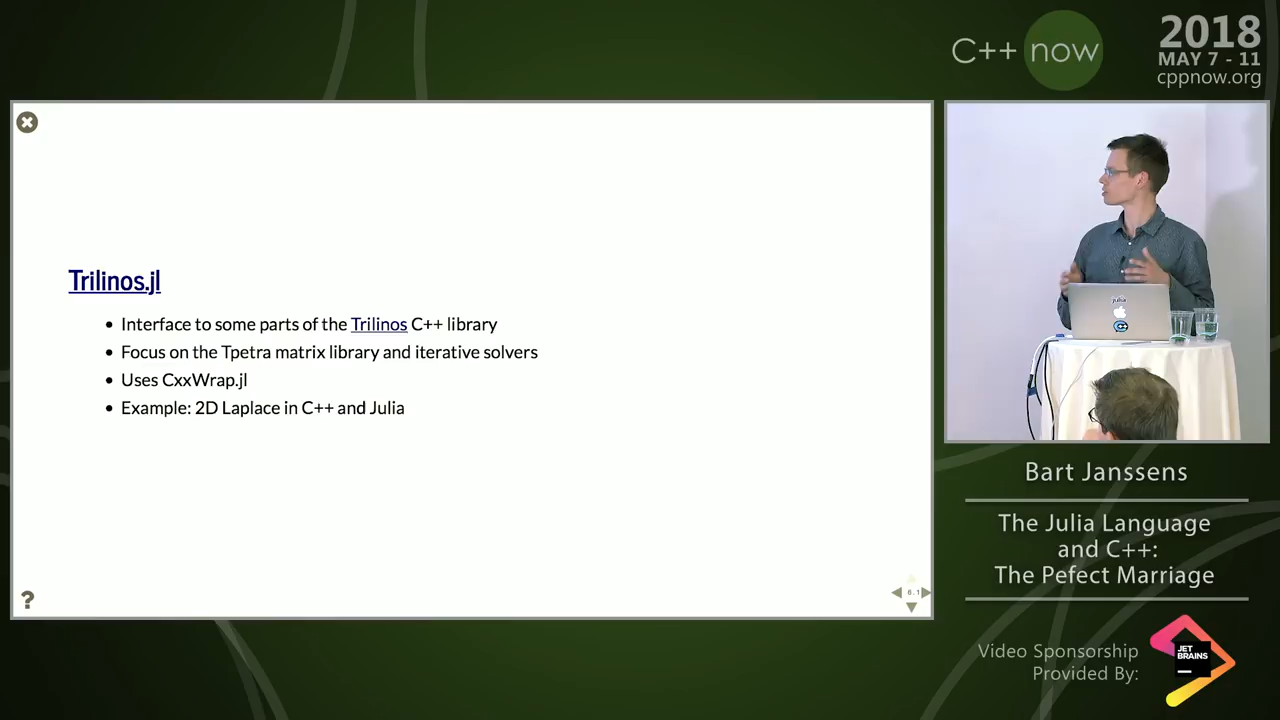 C++ now
2018
MAY 7 - 11
cppnow.org
Trilinos.jl
Interface to some parts of the Trilinos C++ library
Focus on the Tpetra matrix library and iterative solvers
Uses CxxWrap.jl
Example: 2D Laplace in C++ and Julia
?
julia
Bart Janssens
The Julia Language
and C++:
The Pefect Marriage
Video Sponsorship
Provided By:
JET
BRAINS